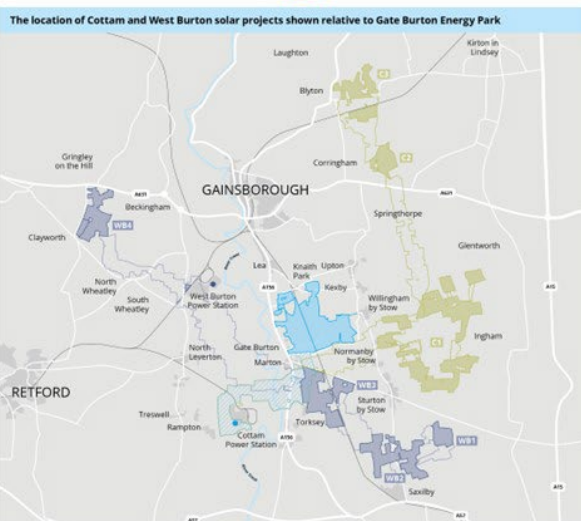 The location of Cottam and West Burton solar projects shown relative to Gate Burton Energy Park
Laughton
Kirton in
Lindsey
C3
Blyton
Gringley
on the Hill
Corringham
C2
GAINSBOROUGH
A631
A631
Beckingham
WB4
Springthorpe
Clayworth
Glentworth
Lea
Knaith
Park
Upton
Kexby
A15
North
Wheatley
South
Wheatley
West Burton
Power Station
A156
Willingham
by Stow
Ingham
C1
North
Leverton
Gate Burton
Marton
Normanby
by Stow
RETFORD
WB3
Sturton
by Stow
Treswell
Rampton
Torksey
Cottam
Power Station
A156
WB1
WB2
Saxilby
A15
A57
A57